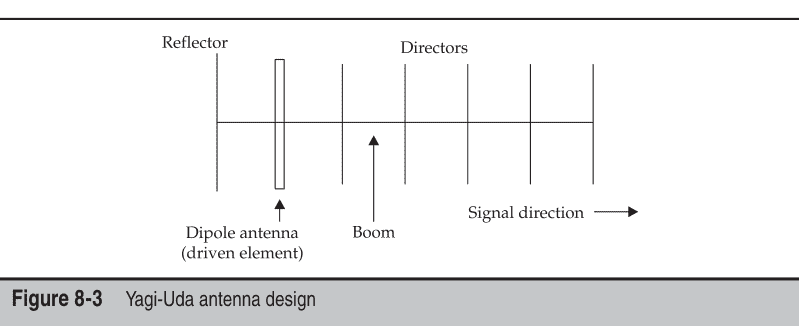 Reflector
Directors
Signal direction
Dipole antenna
(driven element)
Boom
Figure 8-3 Yagi-Uda antenna design